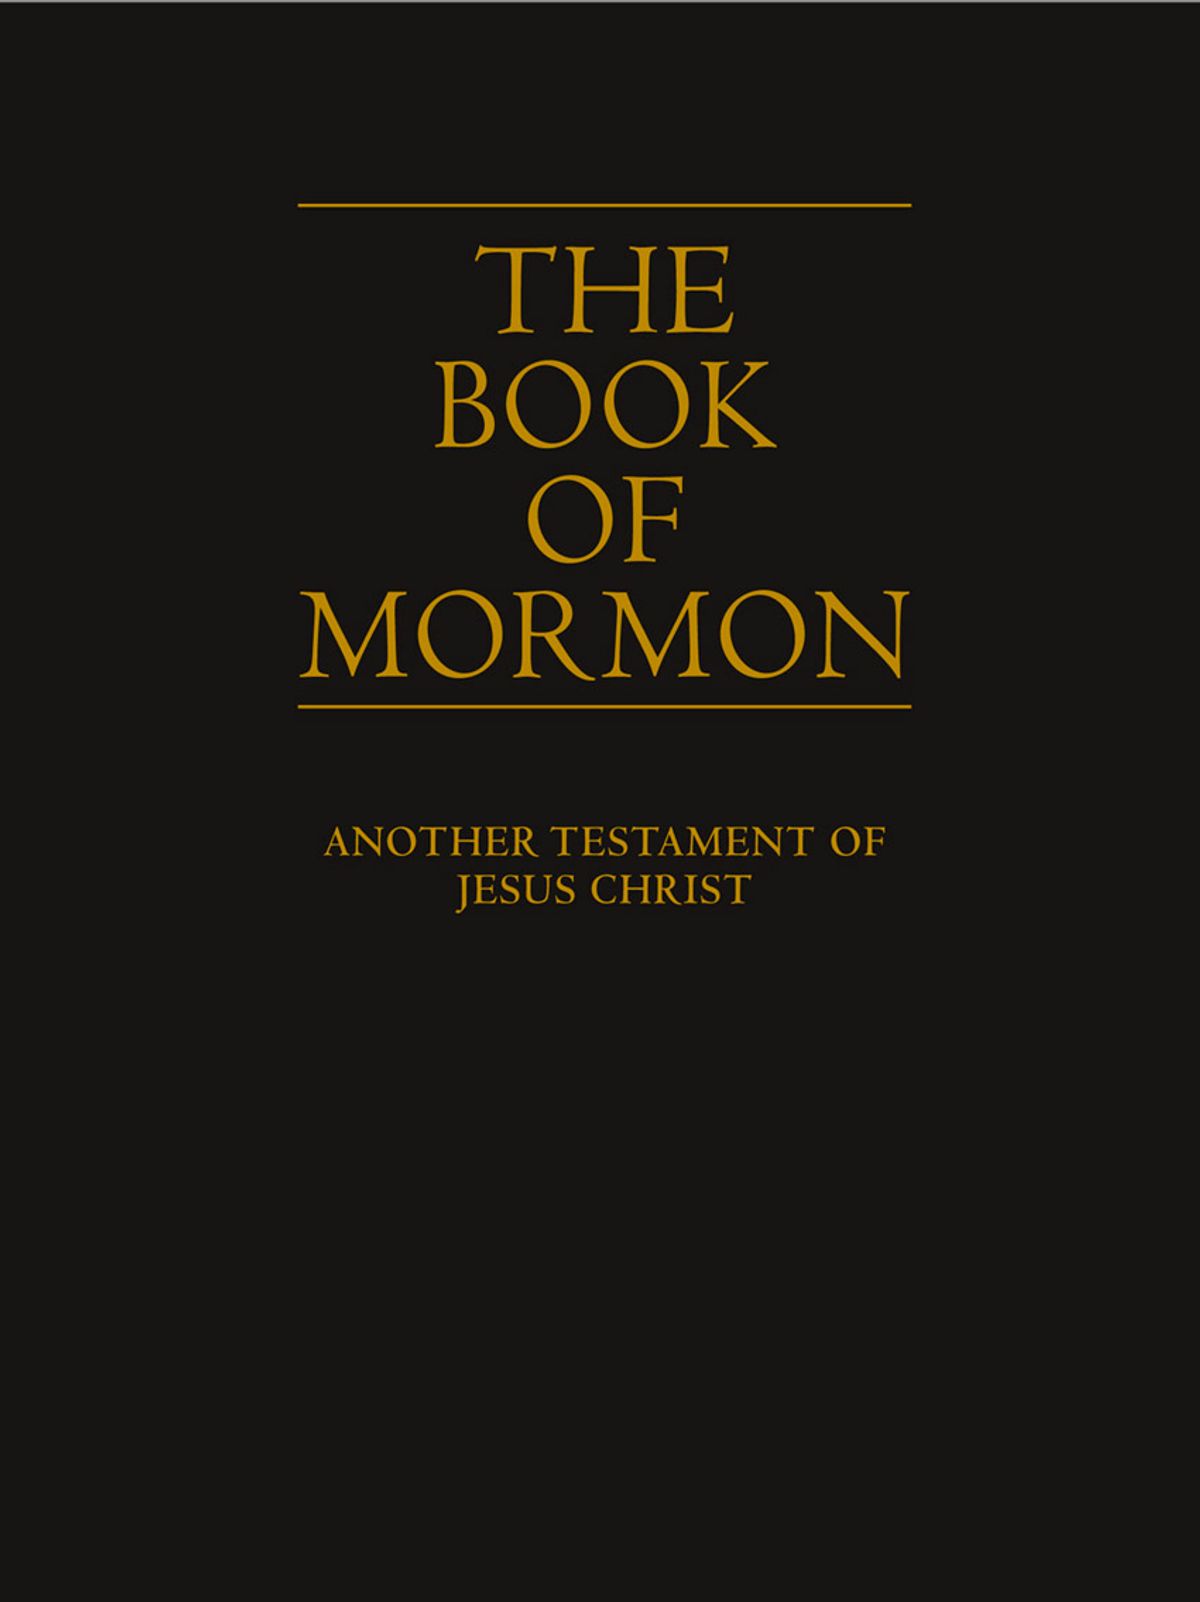 THE
BOOK
OF
MORMON
ANOTHER TESTAMENT OF
JESUS CHRIST